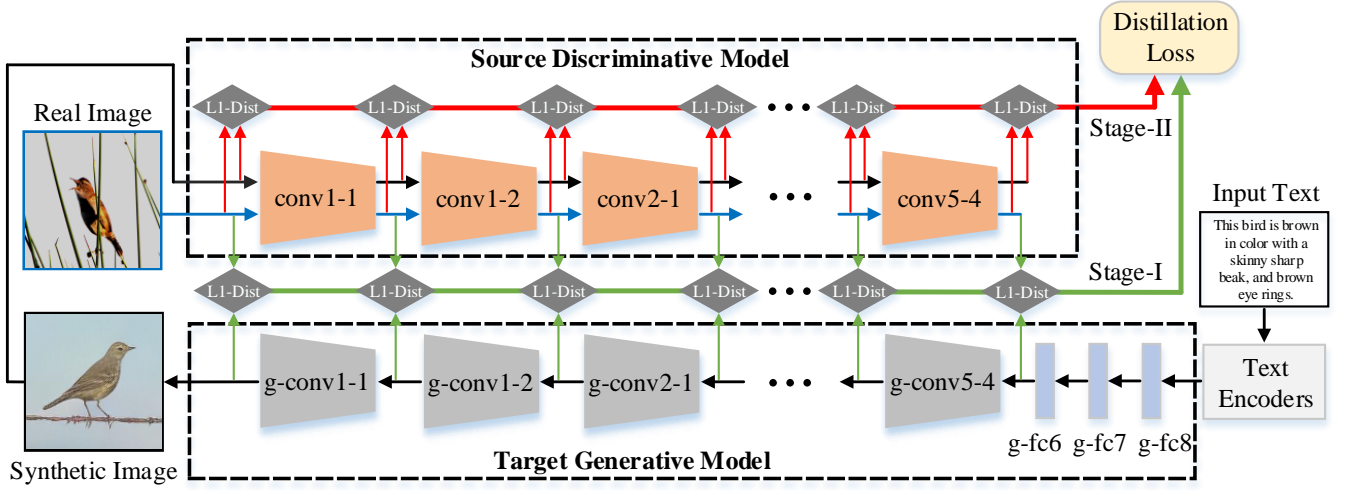 Source Discriminative Model
Distillation
Loss
L1-Dist L1-Dist L1-Dist L1-Dist L1-Dist L1-Dist
Real Image
Stage-II
conv1-1 conv1-2 conv2-1 conv5-4
Input Text
This bird is brown
in color with a
skinny sharp
beak, and brown
eye rings.
Stage-I
L1-Dist L1-Dist L1-Dist L1-Dist L1-Dist L1-Dist
g-conv1-1 g-conv1-2 g-conv2-1 g-conv5-4
Text
Encoders
g-fc6 g-fc7 g-fc8
Synthetic Image
Target Generative Model